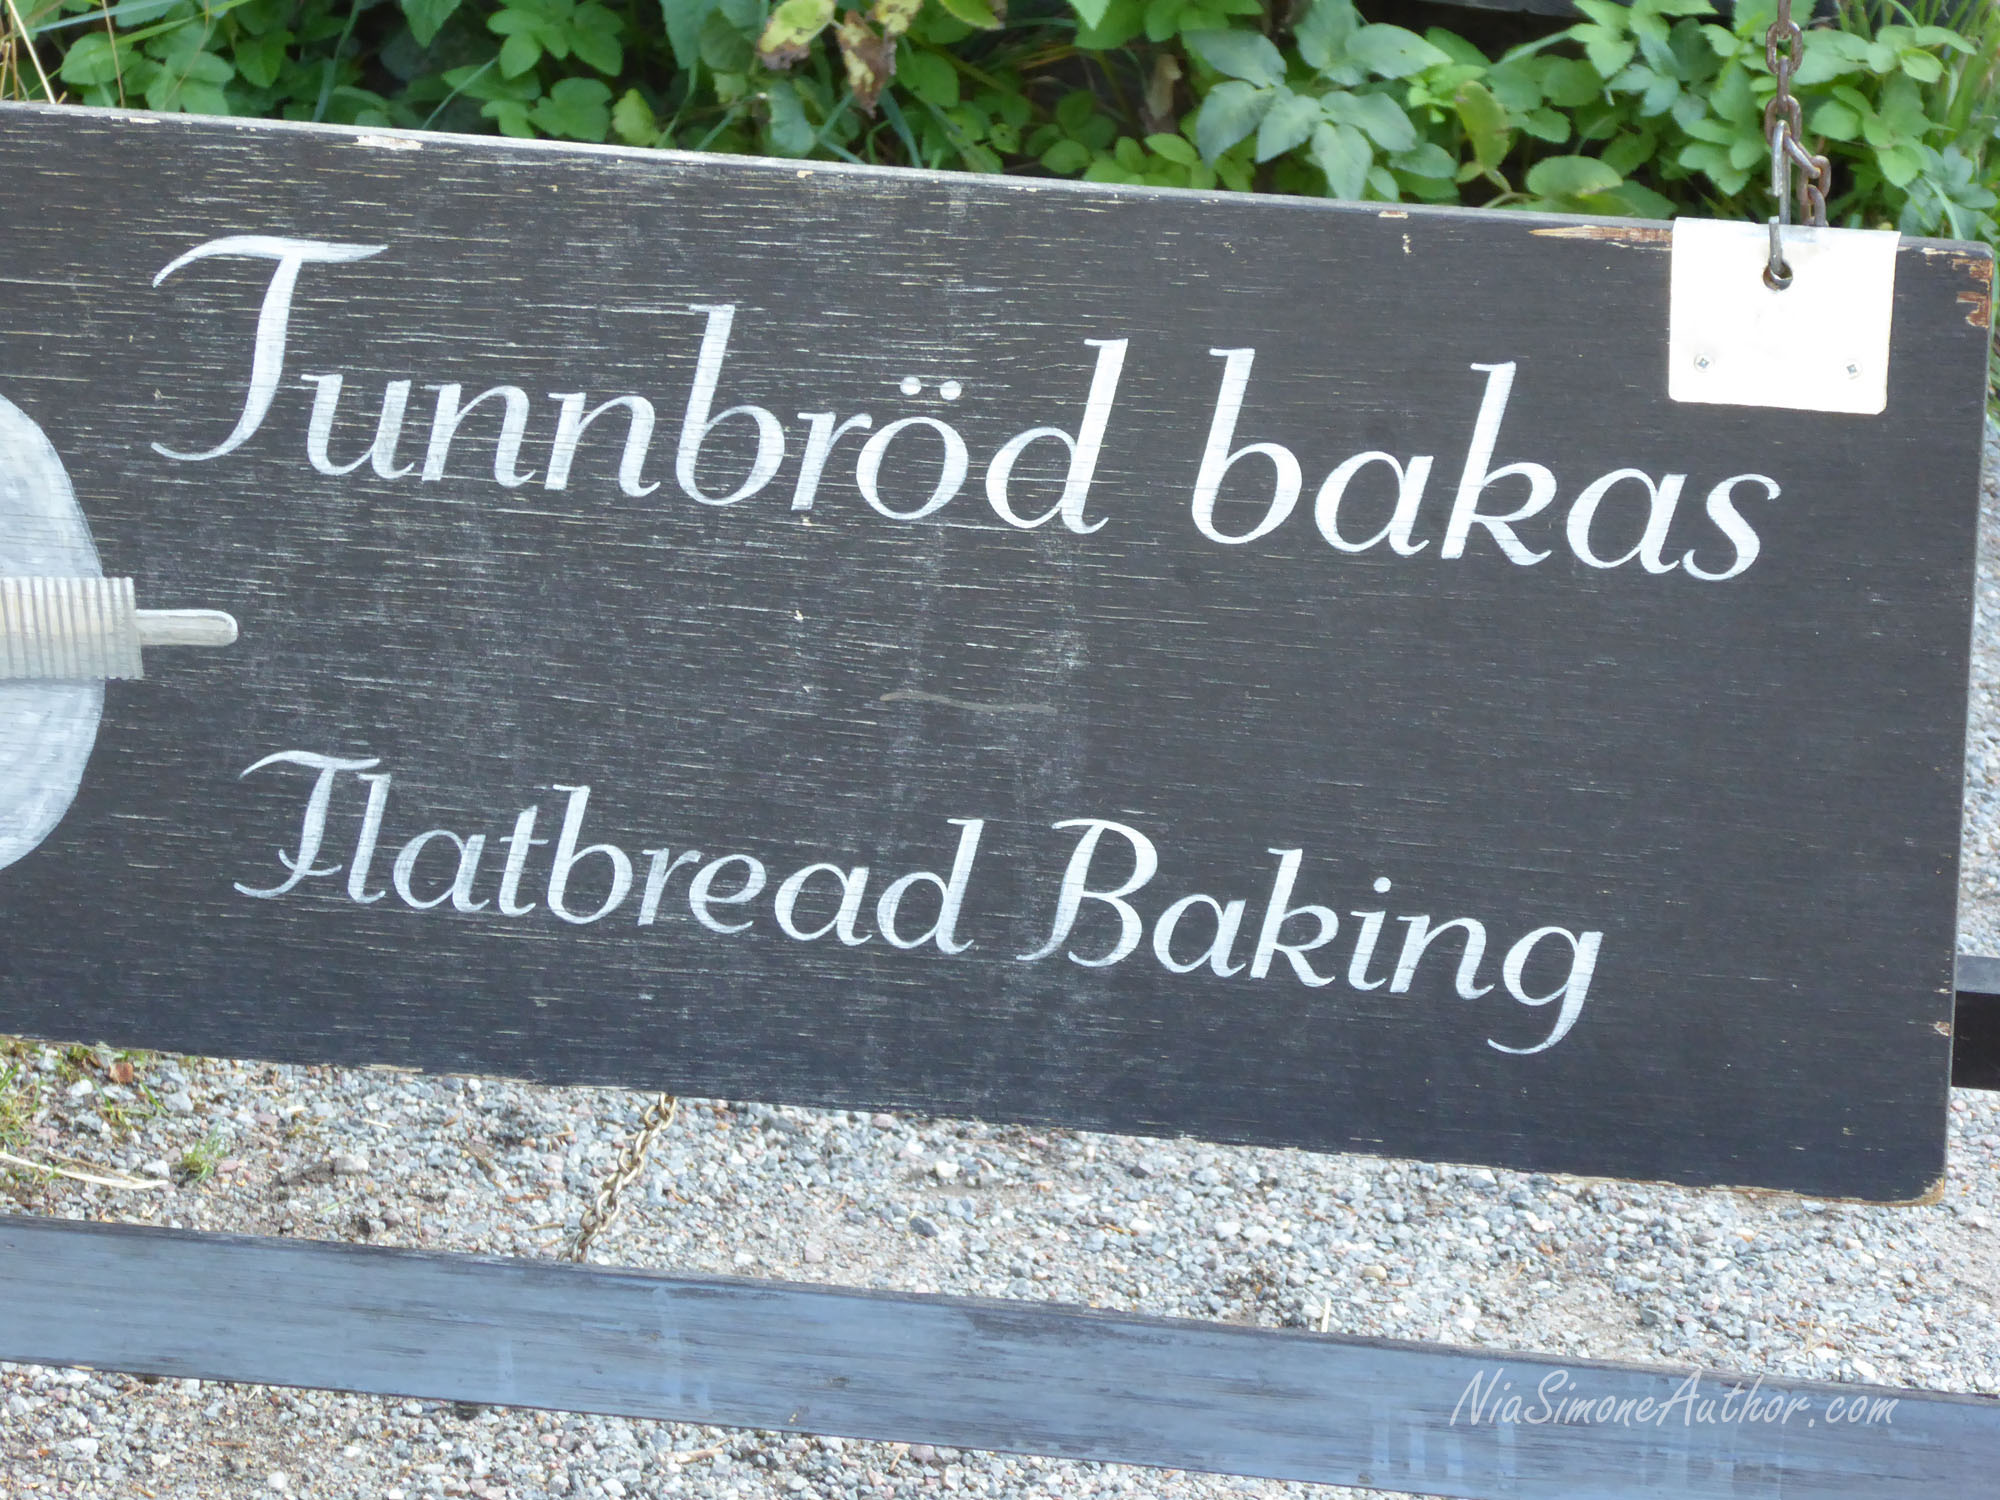 Tunnbröd bakas
Flatbread Baking
NiaSimoneAuthor.com